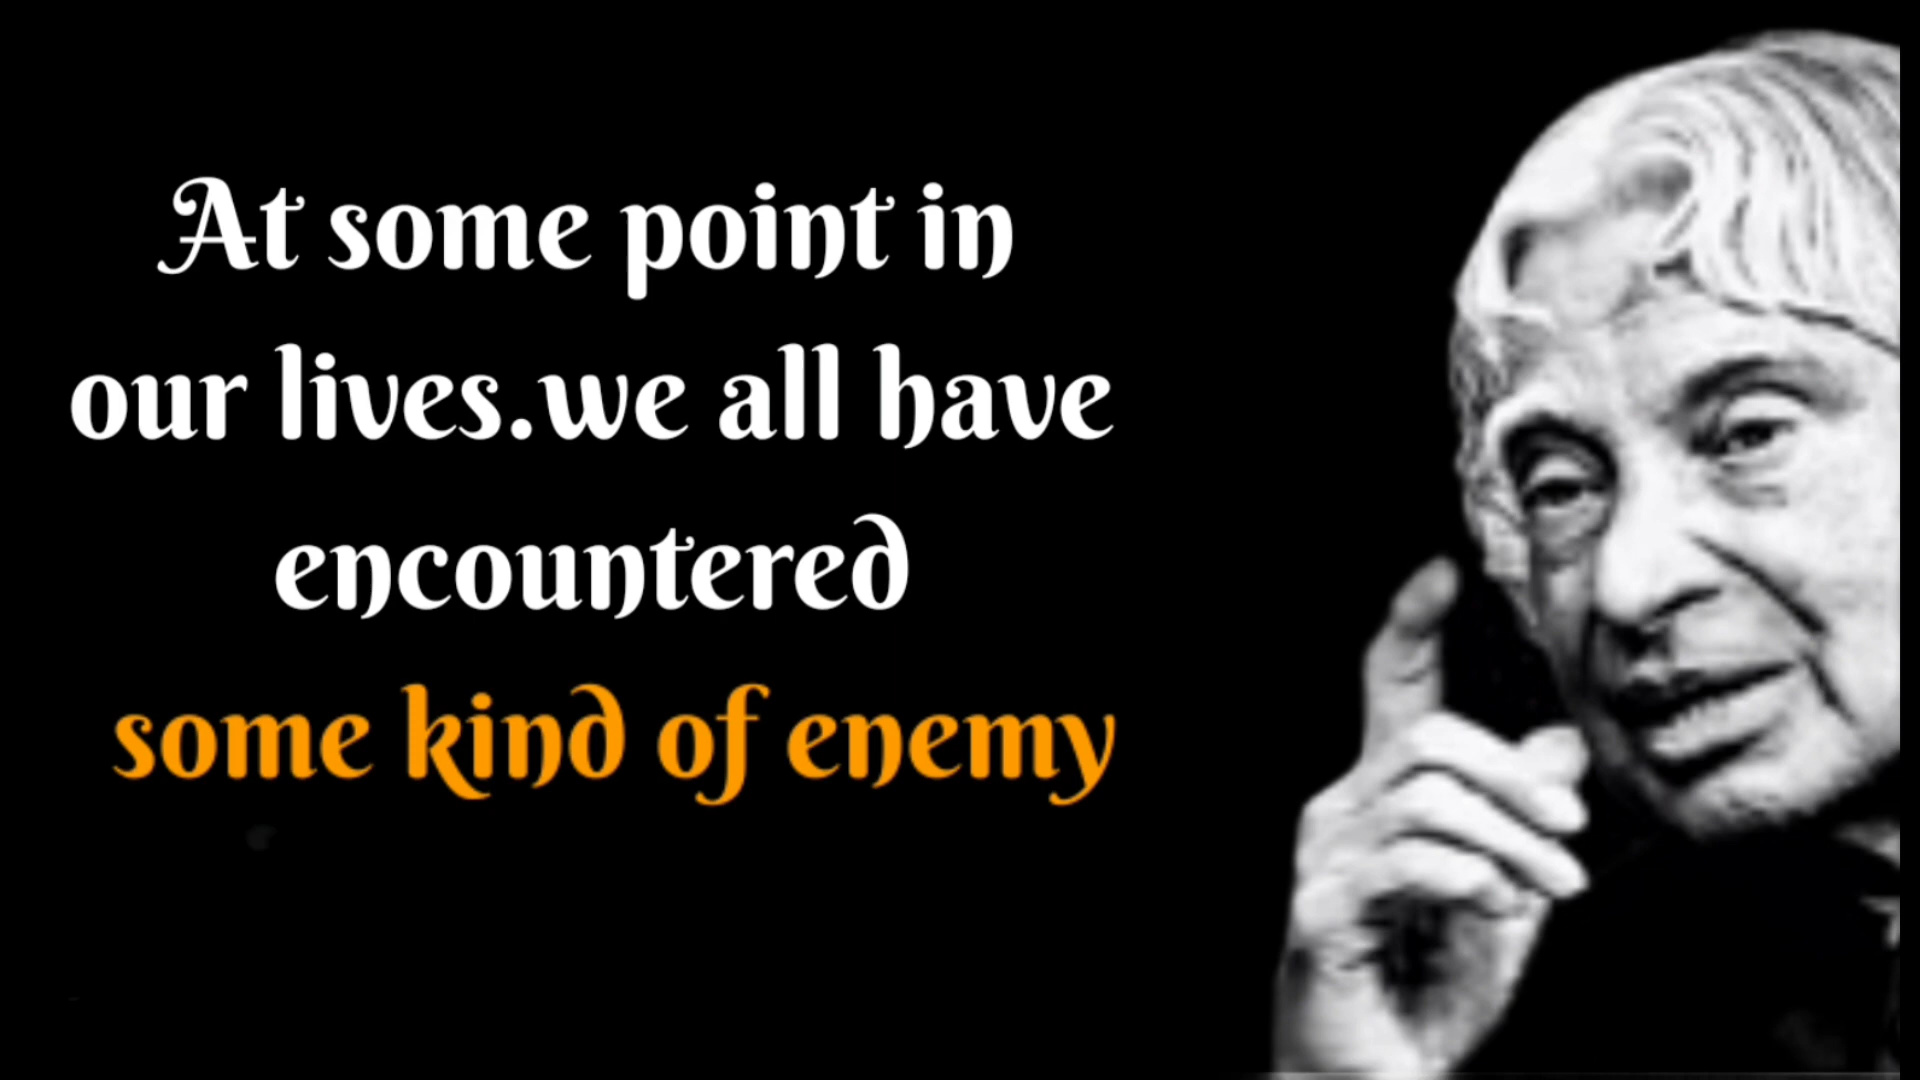 At some point in
our lives.we all have
encountered
some kind of enemy